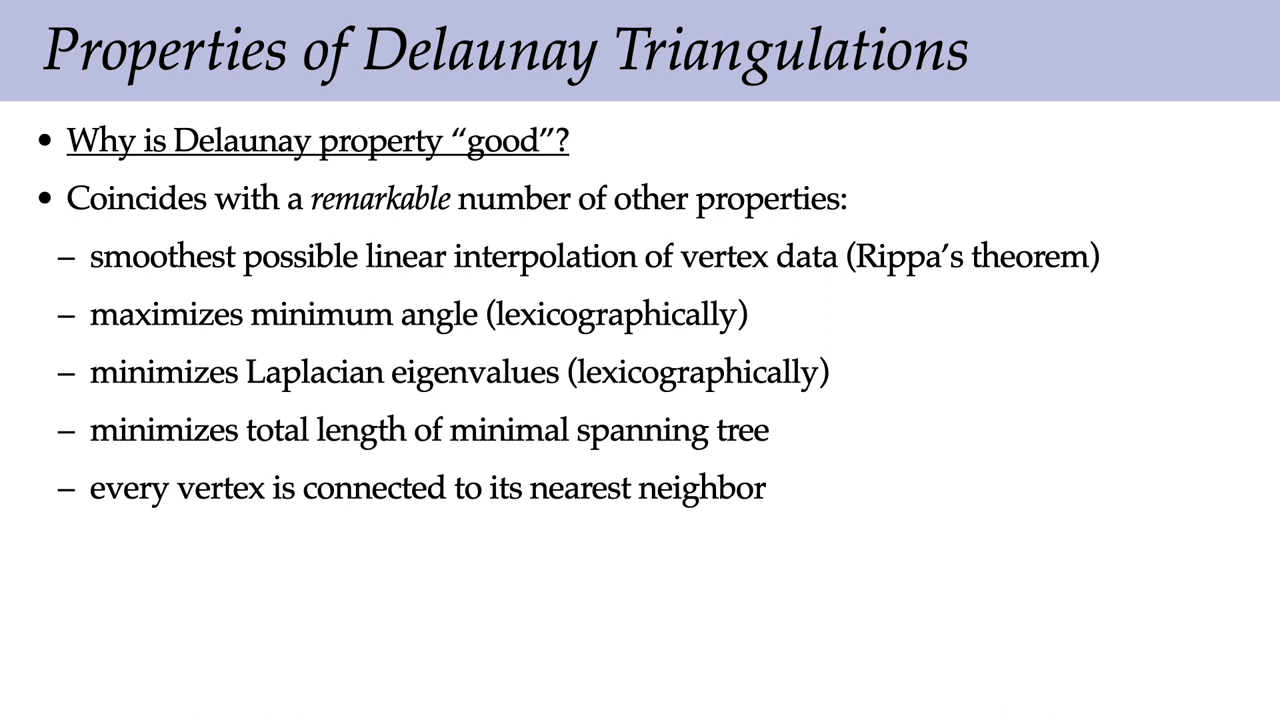 Properties of Delaunay Triangulations
• Why is Delaunay property “good”?
• Coincides with a remarkable number of other properties:
– smoothest possible linear interpolation of vertex data (Rippa’s theorem)
– maximizes minimum angle (lexicographically)
– minimizes Laplacian eigenvalues (lexicographically)
– minimizes total length of minimal spanning tree
– every vertex is connected to its nearest neighbor